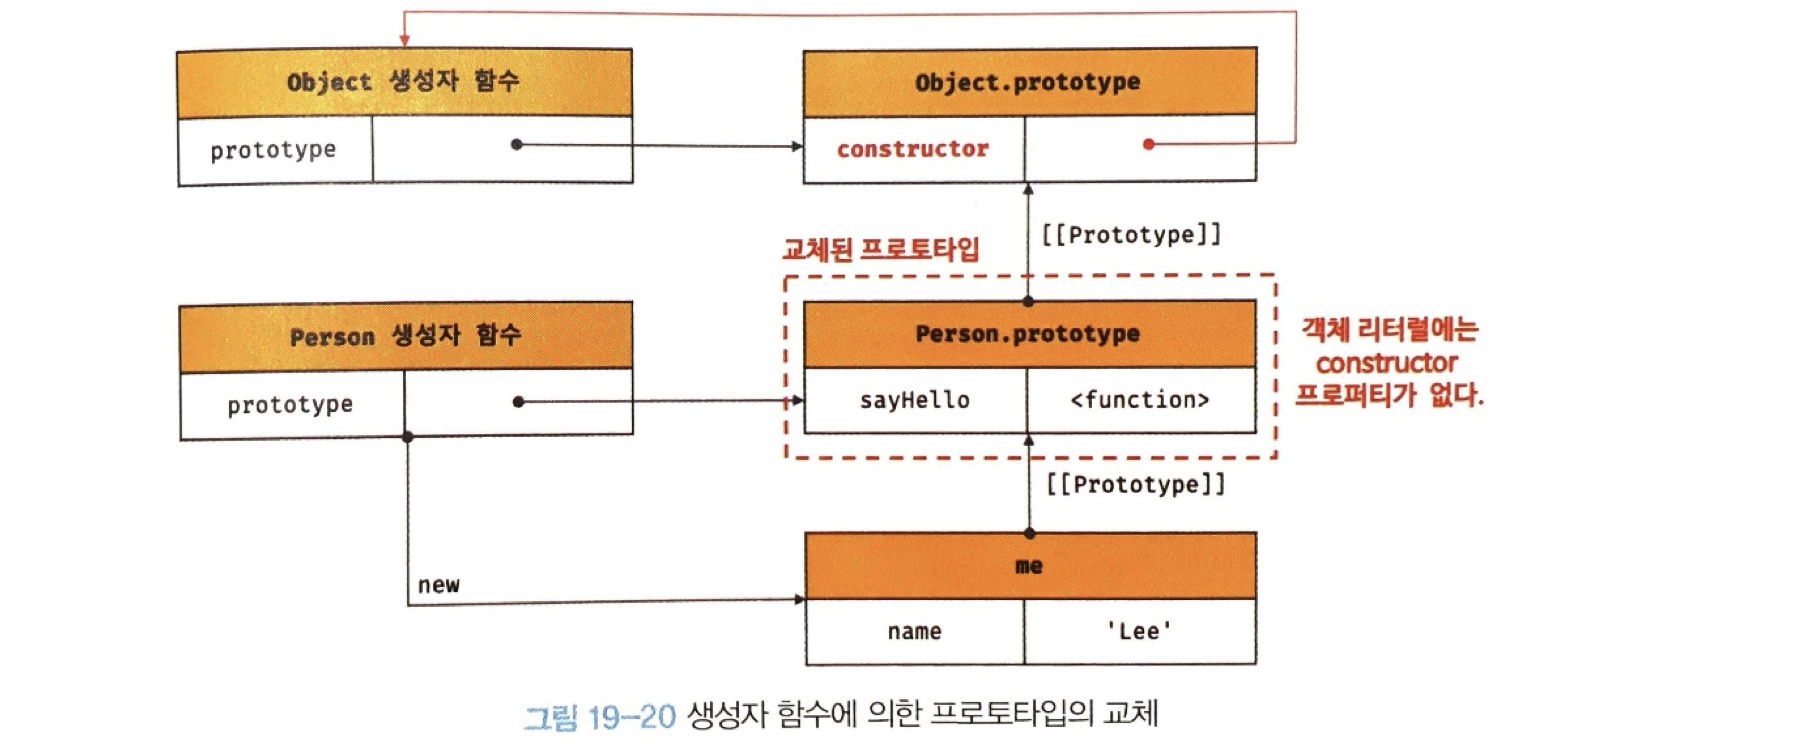 Object 생성자 함수
Object.prototype
prototype
constructor
[[Prototype]]
교체된 프로토타입
Person 생성자 함수
Person.prototype
객체 리터럴에는
constructor
프로퍼티가 없다.
prototype
sayHello
<function>
[[Prototype]]
new
me
name
'Lee'
그림 19-20 생성자 함수에 의한 프로토타입의 교체